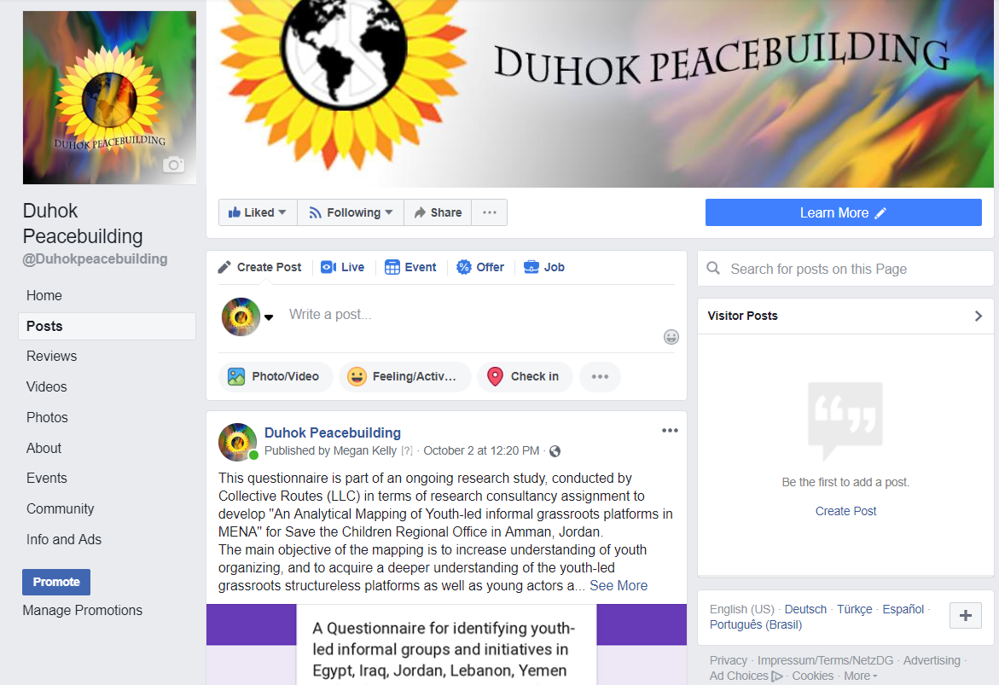 DUHOK PEACEBUILDING
DUHOK PEACEBUILDING
Duhok
Peacebuilding
@Duhokpeacebuilding
Home
Posts
Reviews
Videos
Photos
About
Events
Community
Info and Ads
Promote
Manage Promotions
Liked
Following
Share
Learn More
Create Post
Live
Event
Offer
Job
Write a post...
Photo/Video
Feeling/Activ...
Check in
Duhok Peacebuilding
Published by Megan Kelly [?] · October 2 at 12:20 PM ·
This questionnaire is part of an ongoing research study, conducted by
Collective Routes (LLC) in terms of research consultancy assignment to
develop "An Analytical Mapping of Youth-led informal grassroots platforms in
MENA" for Save the Children Regional Office in Amman, Jordan.
The main objective of the mapping is to increase understanding of youth
organizing, and to acquire a deeper understanding of the youth-led
grassroots structureless platforms as well as young actors a... See More
A Questionnaire for identifying youth-
led informal groups and initiatives in
Egypt, Iraq, Jordan, Lebanon, Yemen
Search for posts on this Page
Visitor Posts
Be the first to add a post.
Create Post
English (US) · Deutsch · Türkçe · Español ·
Português (Brasil)
Privacy · Impressum/Terms/NetzDG · Advertising ·
Ad Choices · Cookies · More